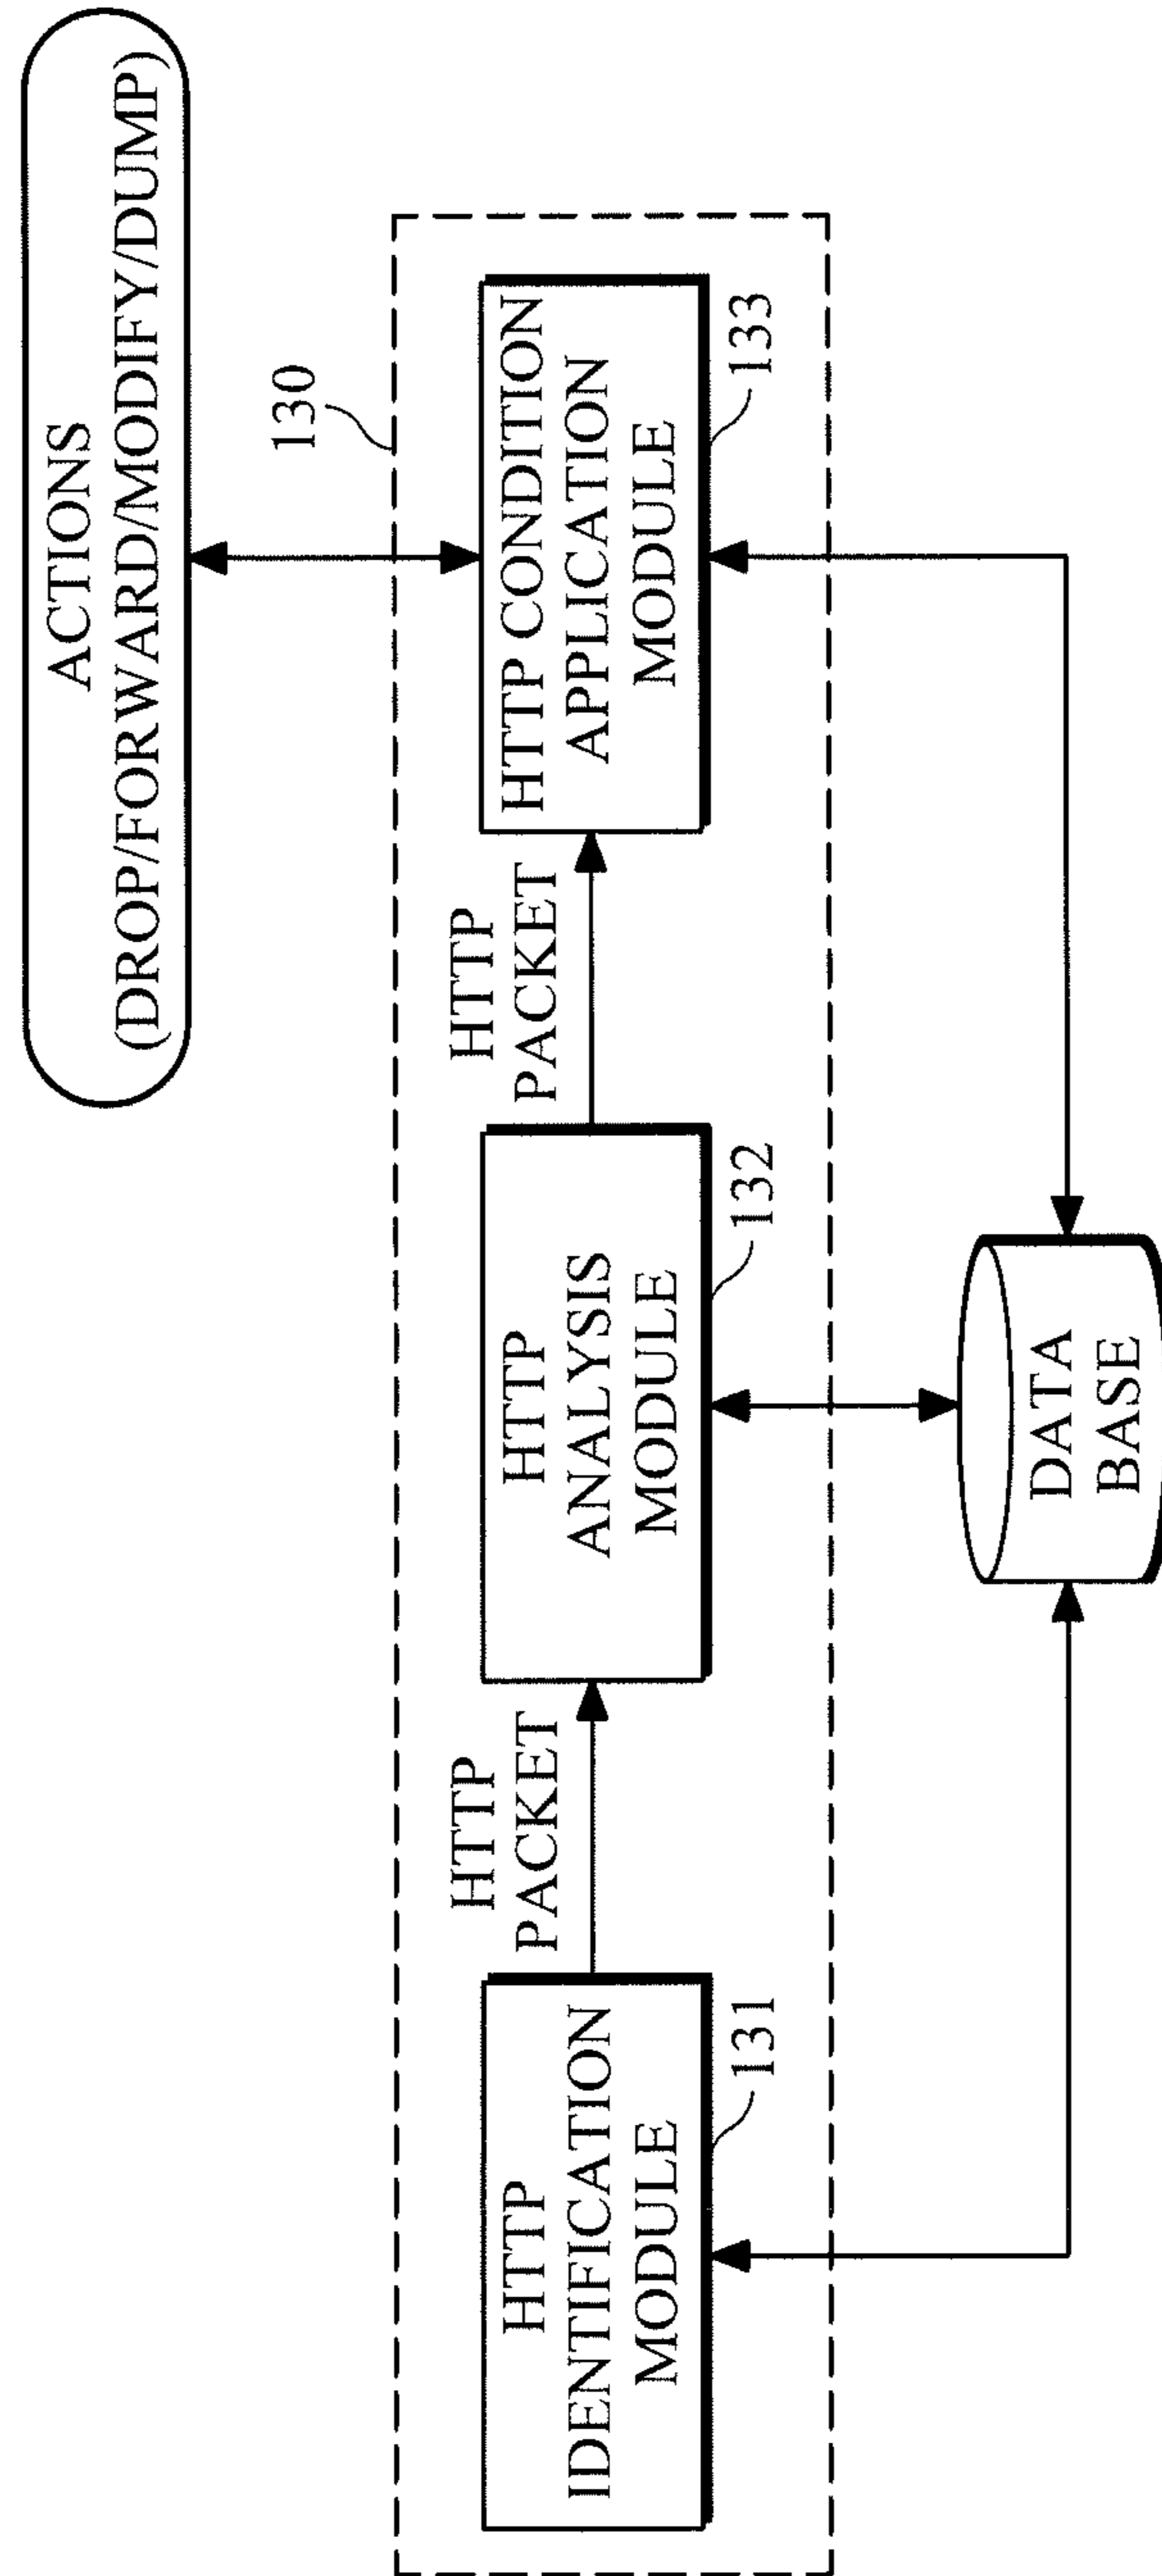 ACTIONS
(DROP/FORWARD/MODIFY/DUMP)
130
HTTP
IDENTIFICATION
MODULE
131
HTTP
PACKET
HTTP
ANALYSIS
MODULE
132
HTTP
PACKET
HTTP CONDITION
APPLICATION
MODULE
133
DATA
BASE